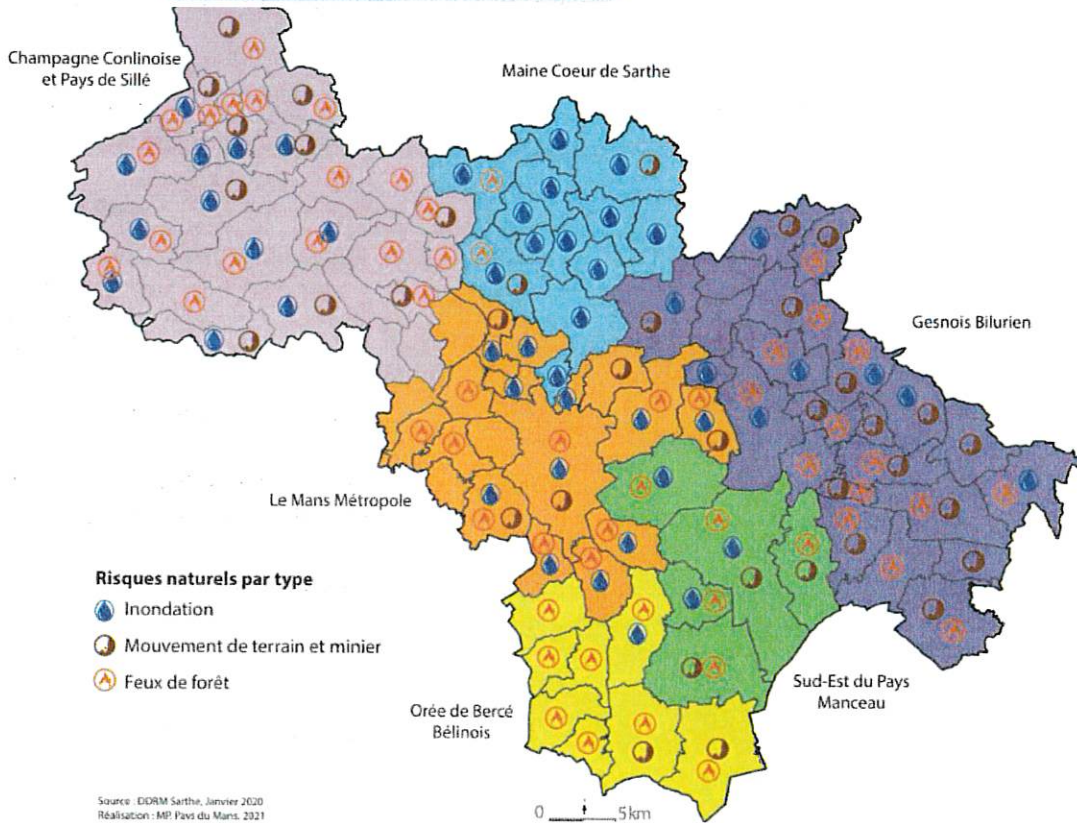 Champagne Conlinoise
et Pays de Sillé
Maine Coeur de Sarthe
Gesnois Bilurien
Le Mans Métropole
Risques naturels par type
Inondation
Mouvement de terrain et minier
Feux de forêt
Sud-Est du Pays
Manceau
Orée de Bercé
Bélinois
Source : DDRM Sarthe, Janvier 2020
Réalisation : MP. Pays du Mans. 2021
0 5km